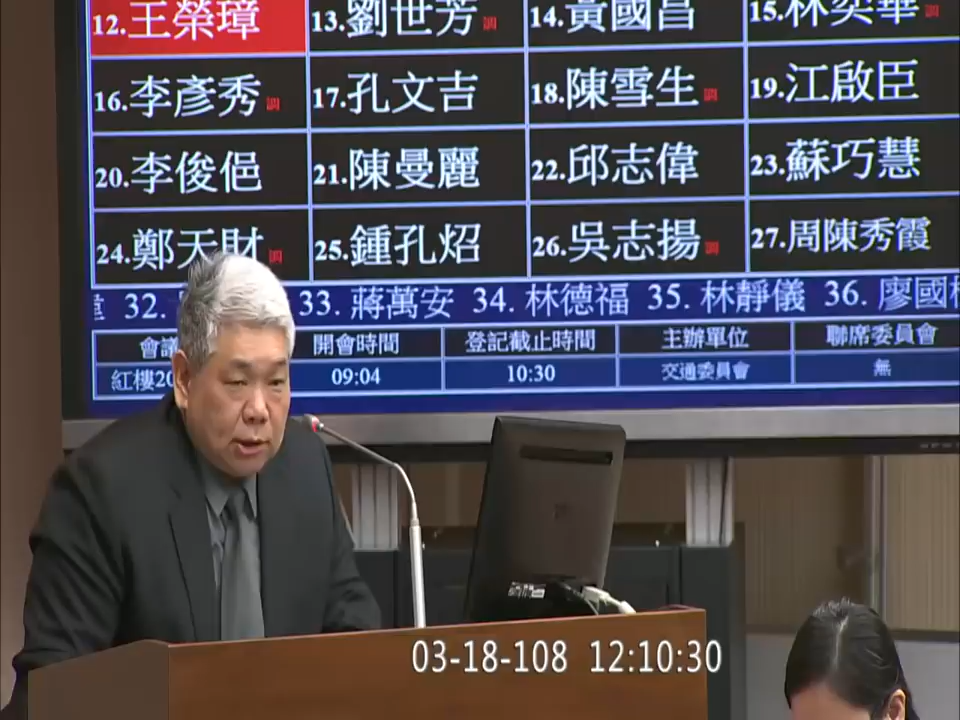 12.王榮璋 13.劉世芳調 14.黃國昌 15.林奕華調
16.李彥秀調 17.孔文吉 18.陳雪生調 19.江啟臣
20.李俊俋 21.陳曼麗 22.邱志偉 23.蘇巧慧
24.鄭天財調 25.鍾孔炤 26.吳志揚調 27.周陳秀霞
32. 33. 蔣萬安 34. 林德福 35. 林靜儀 36. 廖國
開會時間 登記截止時間 主辦單位 聯席委員會
紅樓20 09:04 10:30 交通委員會 無
03-18-108 12:10:30